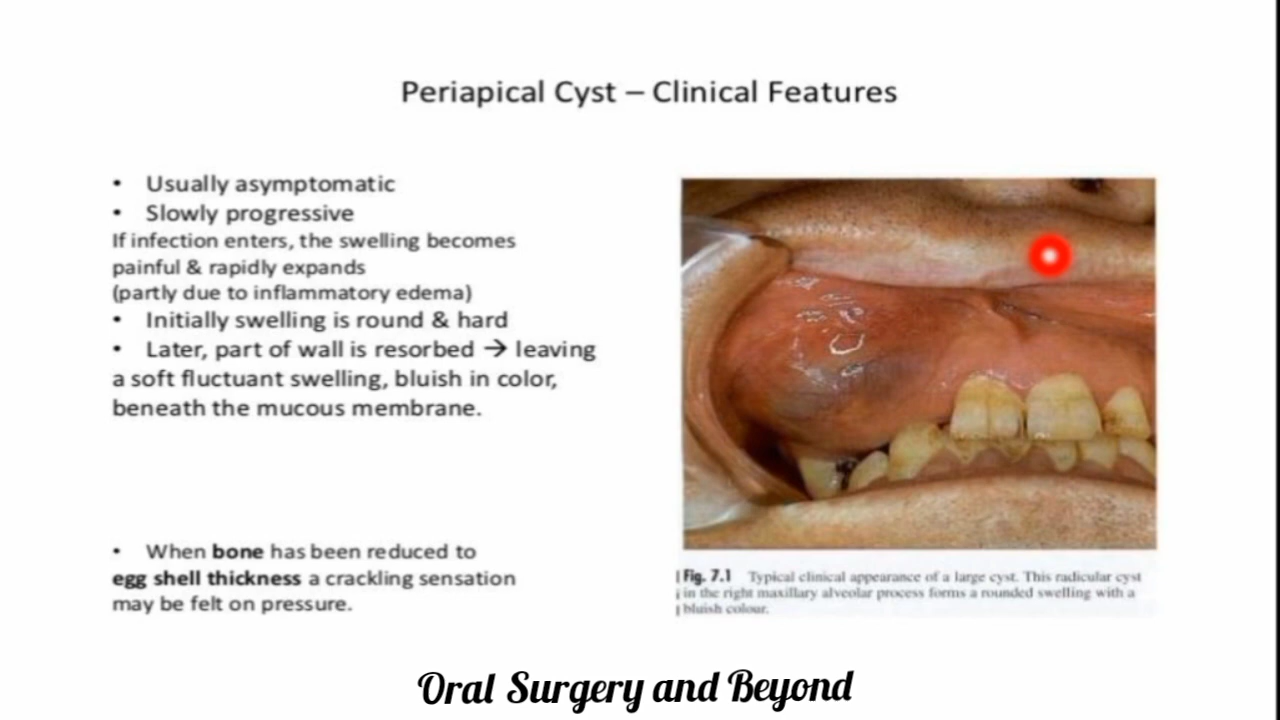 Periapical Cyst – Clinical Features
• Usually asymptomatic
• Slowly progressive
If infection enters, the swelling becomes
painful & rapidly expands
(partly due to inflammatory edema)
• Initially swelling is round & hard
• Later, part of wall is resorbed → leaving
a soft fluctuant swelling, bluish in color,
beneath the mucous membrane.
• When bone has been reduced to
egg shell thickness a crackling sensation
may be felt on pressure.
Fig. 7.1 Typical clinical appearance of a large cyst. This radicular cyst
in the right maxillary alveolar process forms a rounded swelling with a
bluish colour.
Oral Surgery and Beyond